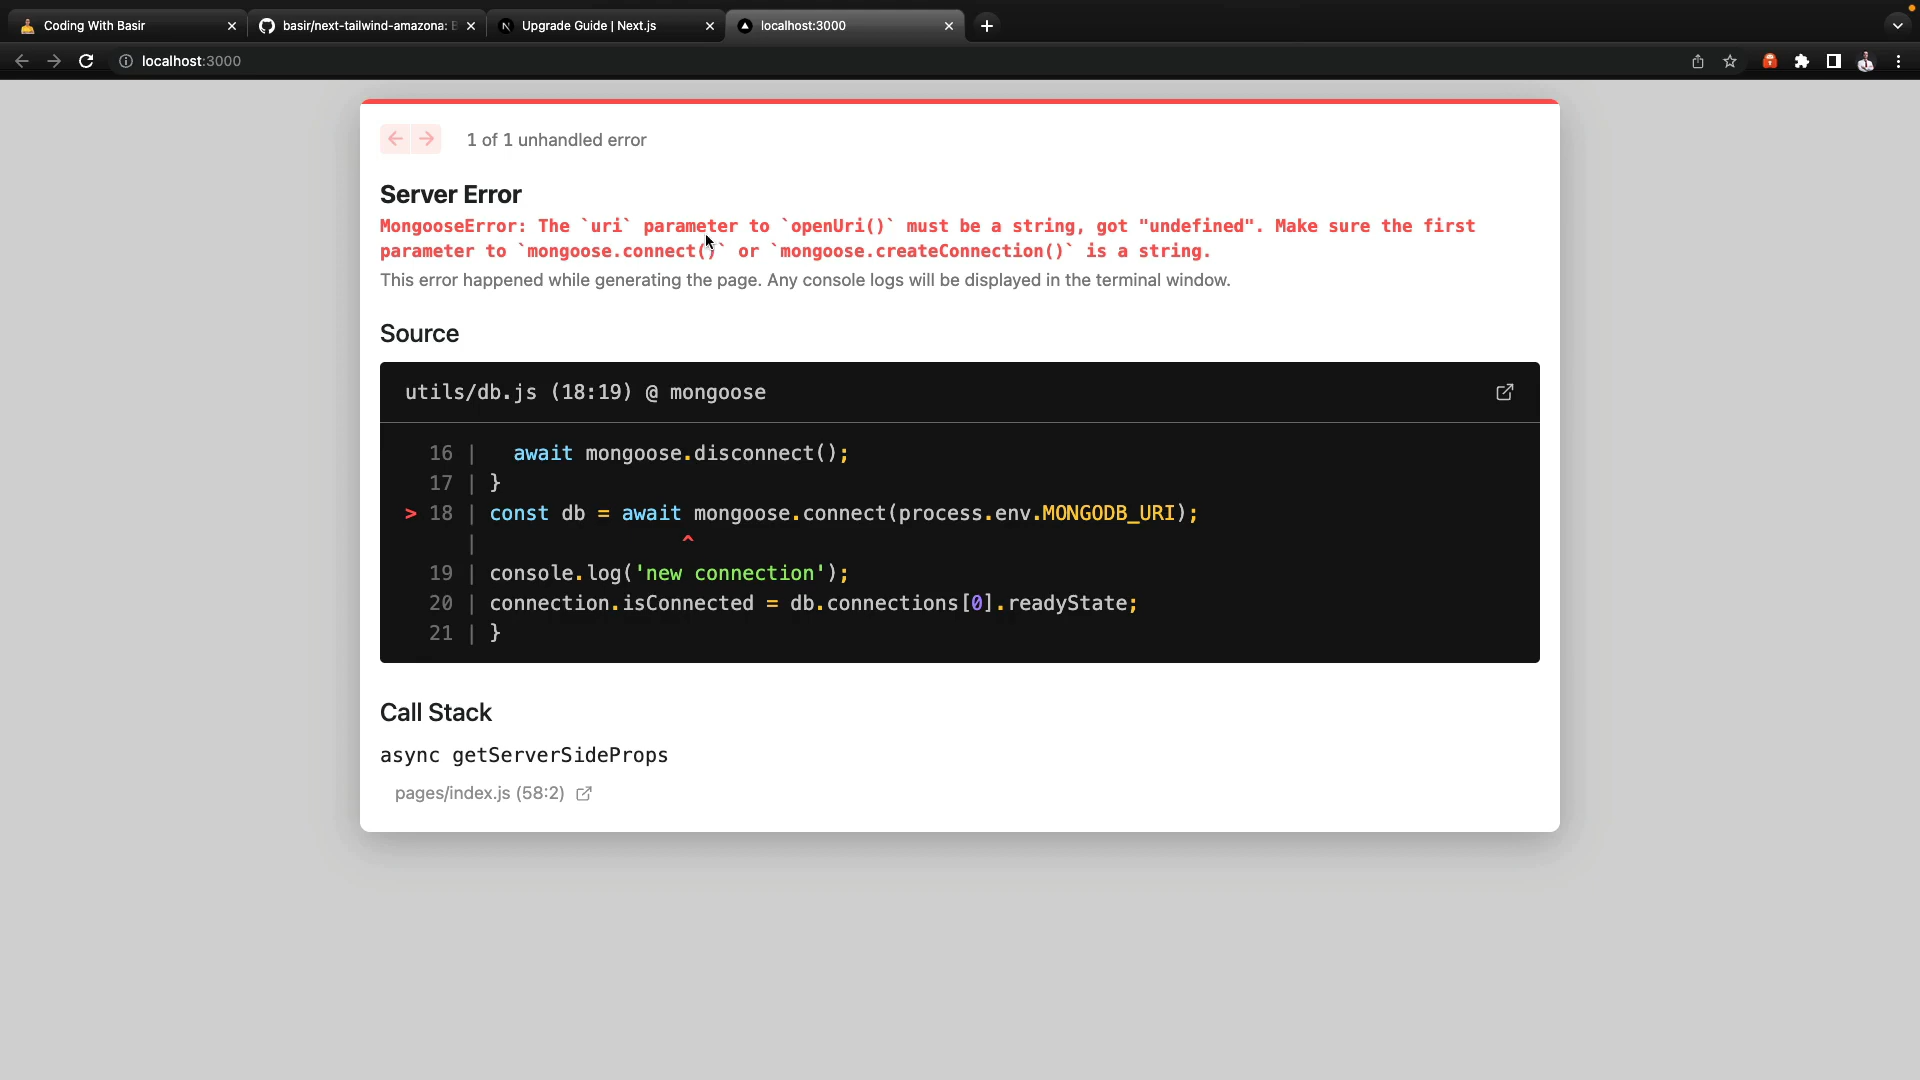 Coding With Basir
basir/next-tailwind-amazona:
Upgrade Guide | Next.js
localhost:3000
localhost:3000
1 of 1 unhandled error
Server Error
MongooseError: The `uri` parameter to `openUri()` must be a string, got "undefined". Make sure the first
parameter to `mongoose.connect()` or `mongoose.createConnection()` is a string.
This error happened while generating the page. Any console logs will be displayed in the terminal window.
Source
utils/db.js (18:19) @ mongoose
16 |   await mongoose.disconnect();
17 | }
> 18 | const db = await mongoose.connect(process.env.MONGODB_URI);
|                 ^
19 | console.log('new connection');
20 | connection.isConnected = db.connections[0].readyState;
21 | }
Call Stack
async getServerSideProps
pages/index.js (58:2)